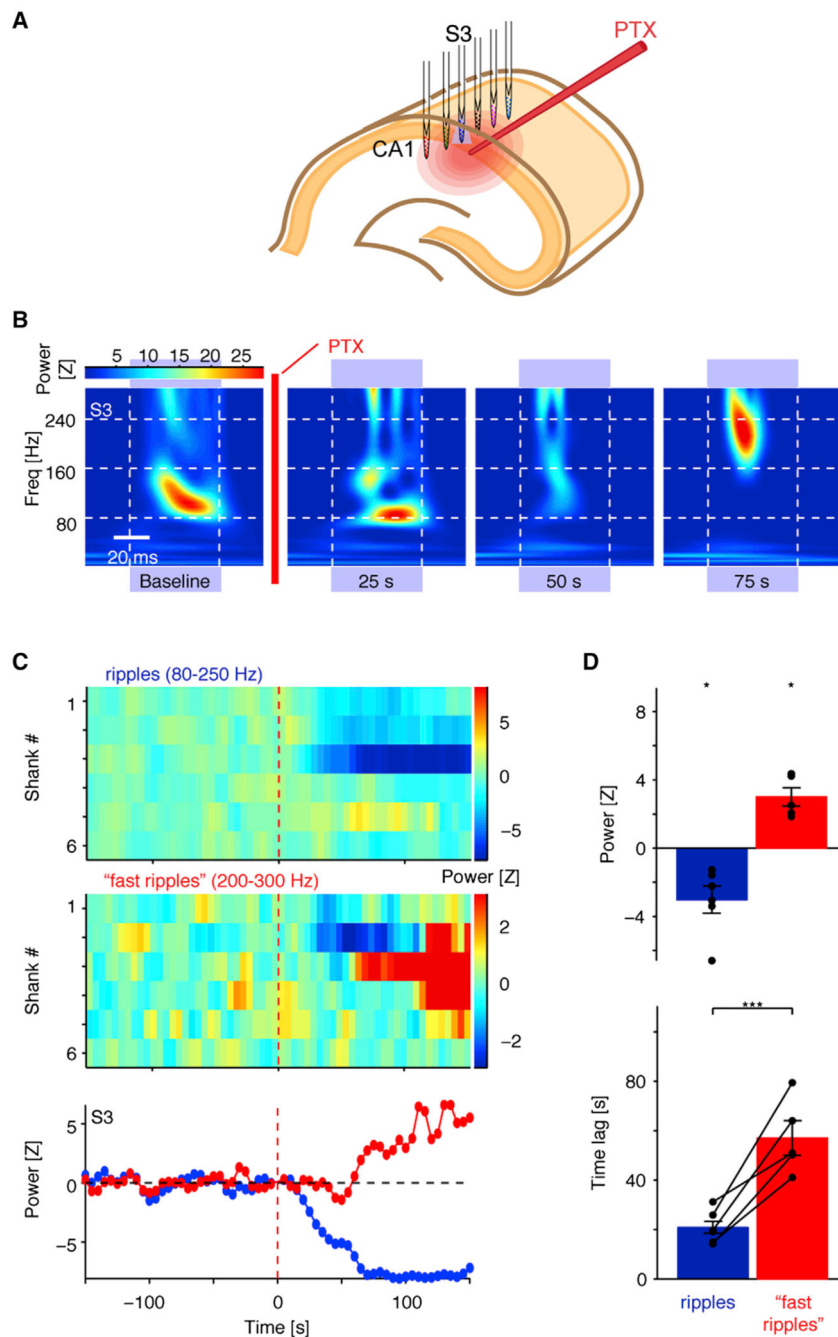 A
S3
PTX
CA1
B
Power [Z]
5 10 15 20 25
PTX
S3
Freq [Hz]
240
160
80
20 ms
Baseline
25 s
50 s
75 s
C
ripples (80-250 Hz)
Shank #
1
6
5
0
−5
Power [Z]
"fast ripples" (200-300 Hz)
Shank #
1
6
2
0
−2
S3
Power [Z]
5
0
−5
−100 0 100
Time [s]
D
* *
Power [Z]
8
4
0
−4
***
Time lag [s]
80
40
0
ripples
"fast ripples"